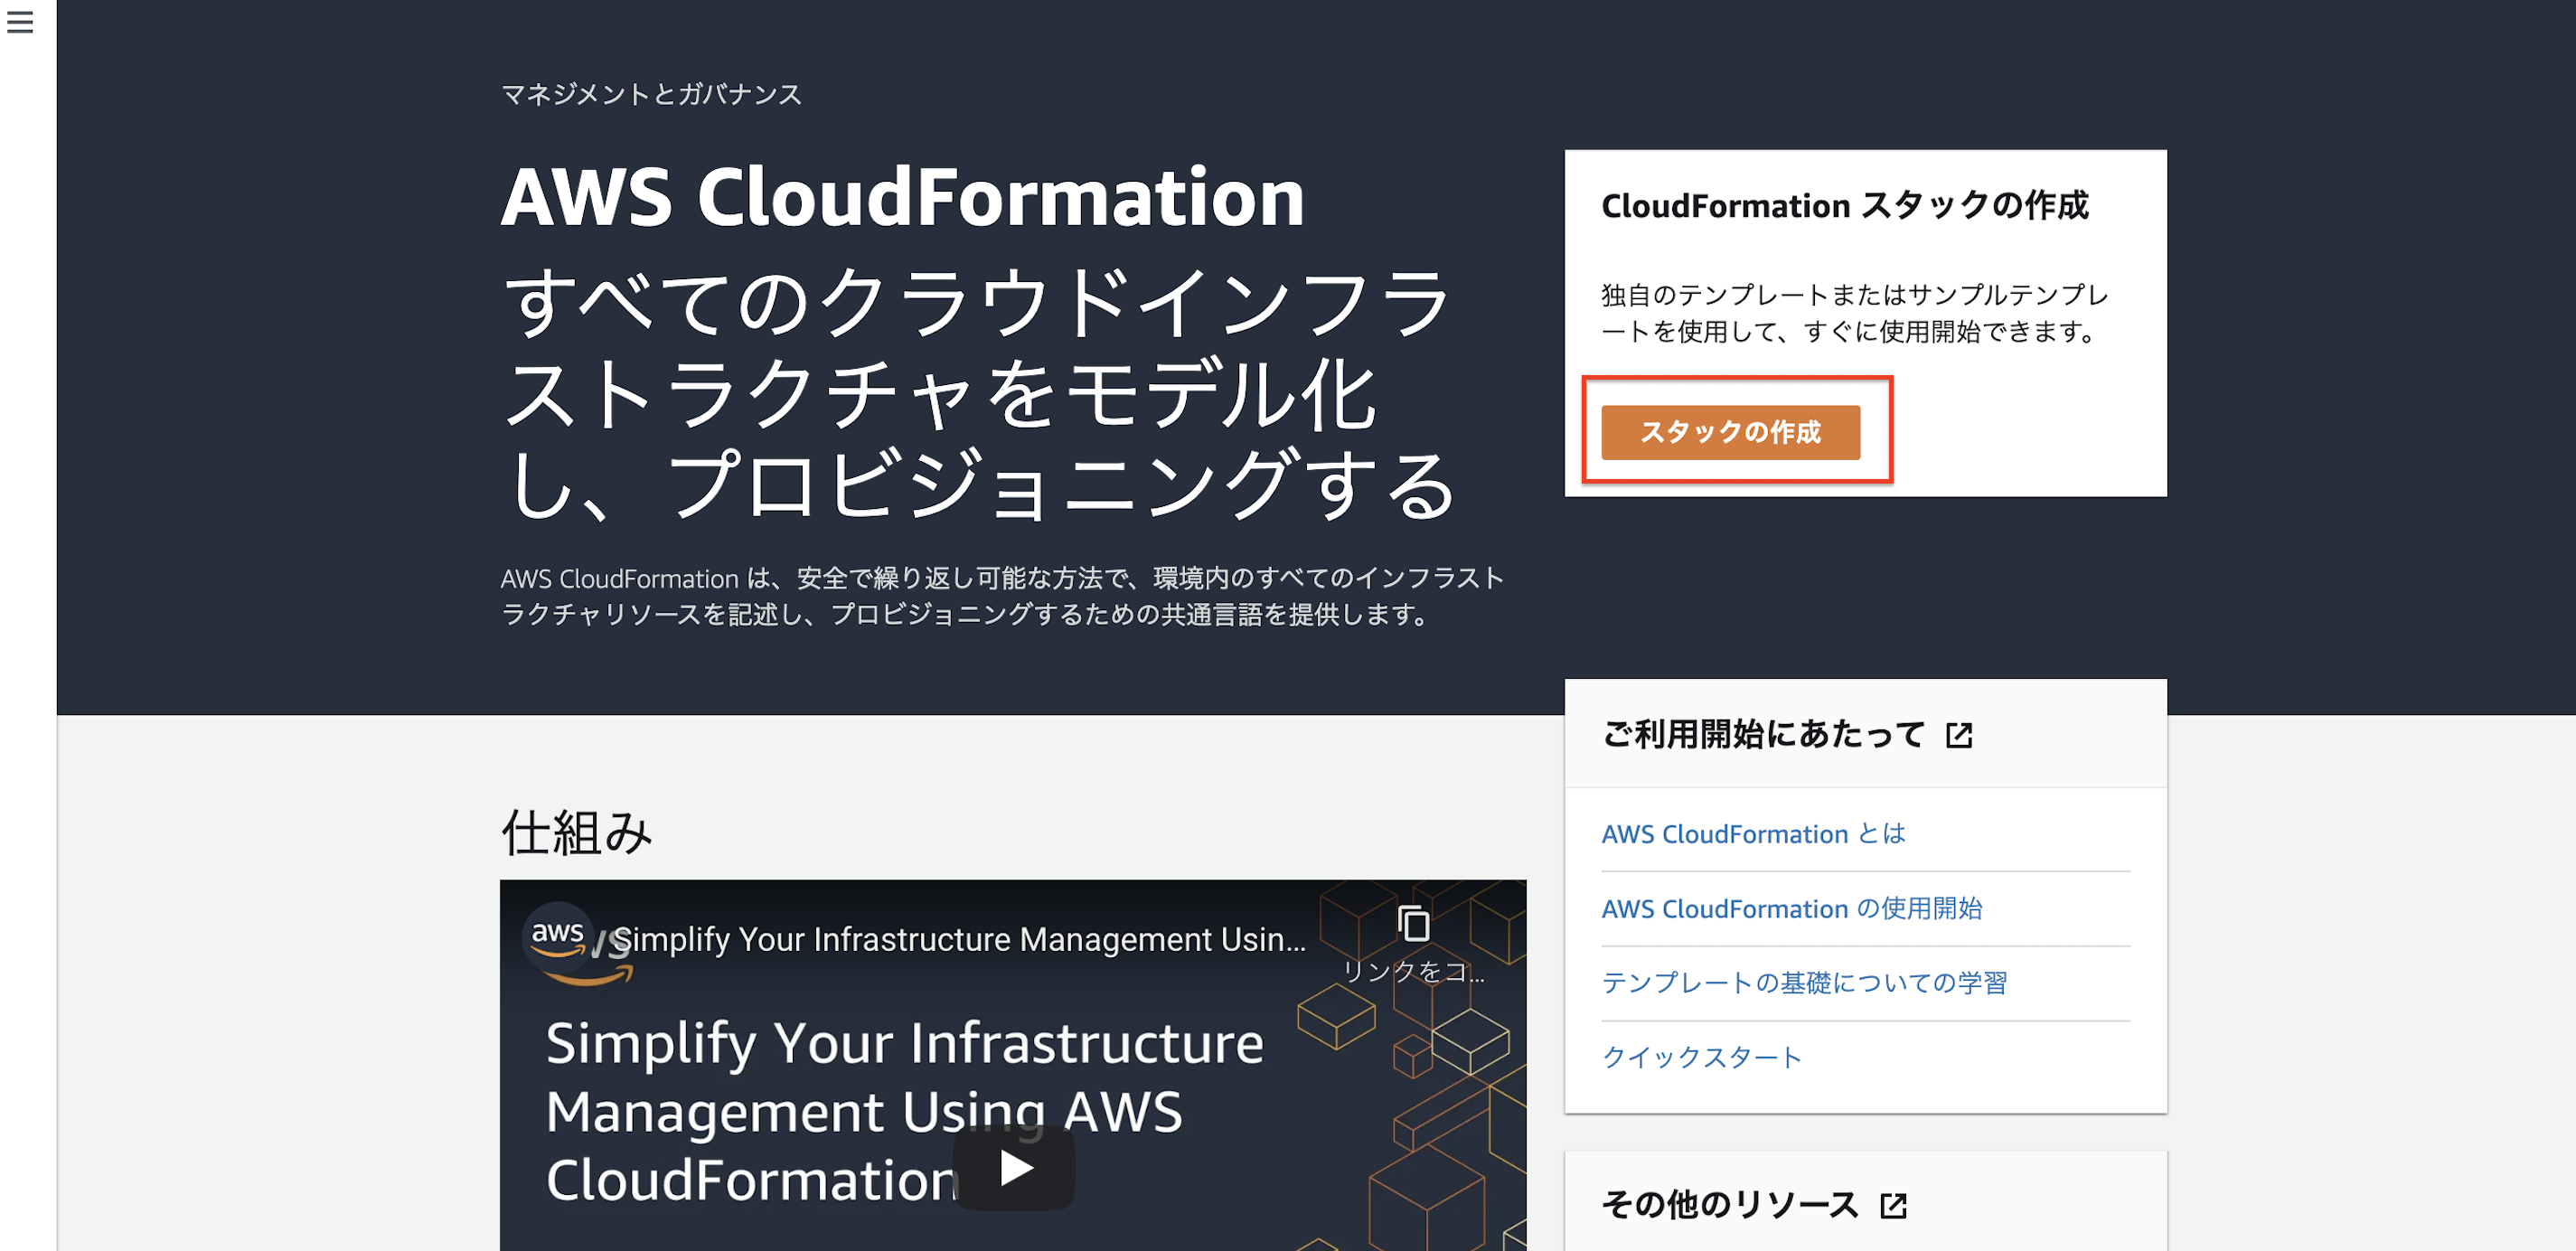 マネジメントとガバナンス
AWS CloudFormation
すべてのクラウドインフラ
ストラクチャをモデル化
し、プロビジョニングする
AWS CloudFormation は、安全で繰り返し可能な方法で、環境内のすべてのインフラスト
ラクチャリソースを記述し、プロビジョニングするための共通言語を提供します。
CloudFormation スタックの作成
独自のテンプレートまたはサンプルテンプレ
ートを使用して、すぐに使用開始できます。
スタックの作成
仕組み
aws
Simplify Your Infrastructure Management Usin...
リンクをコ...
Simplify Your Infrastructure
Management Using AWS
CloudFormation
ご利用開始にあたって
AWS CloudFormation とは
AWS CloudFormation の使用開始
テンプレートの基礎についての学習
クイックスタート
その他のリソース